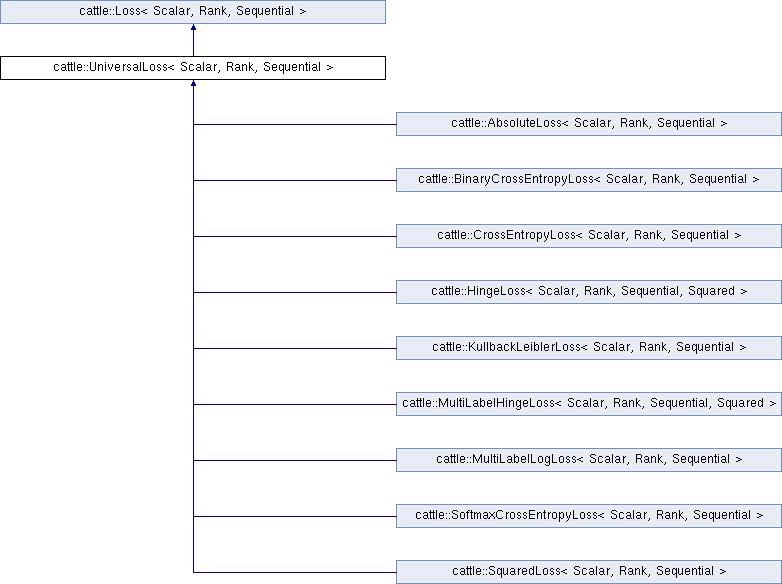 cattle::Loss< Scalar, Rank, Sequential >
cattle::UniversalLoss< Scalar, Rank, Sequential >
cattle::AbsoluteLoss< Scalar, Rank, Sequential >
cattle::BinaryCrossEntropyLoss< Scalar, Rank, Sequential >
cattle::CrossEntropyLoss< Scalar, Rank, Sequential >
cattle::HingeLoss< Scalar, Rank, Sequential, Squared >
cattle::KullbackLeiblerLoss< Scalar, Rank, Sequential >
cattle::MultiLabelHingeLoss< Scalar, Rank, Sequential, Squared >
cattle::MultiLabelLogLoss< Scalar, Rank, Sequential >
cattle::SoftmaxCrossEntropyLoss< Scalar, Rank, Sequential >
cattle::SquaredLoss< Scalar, Rank, Sequential >